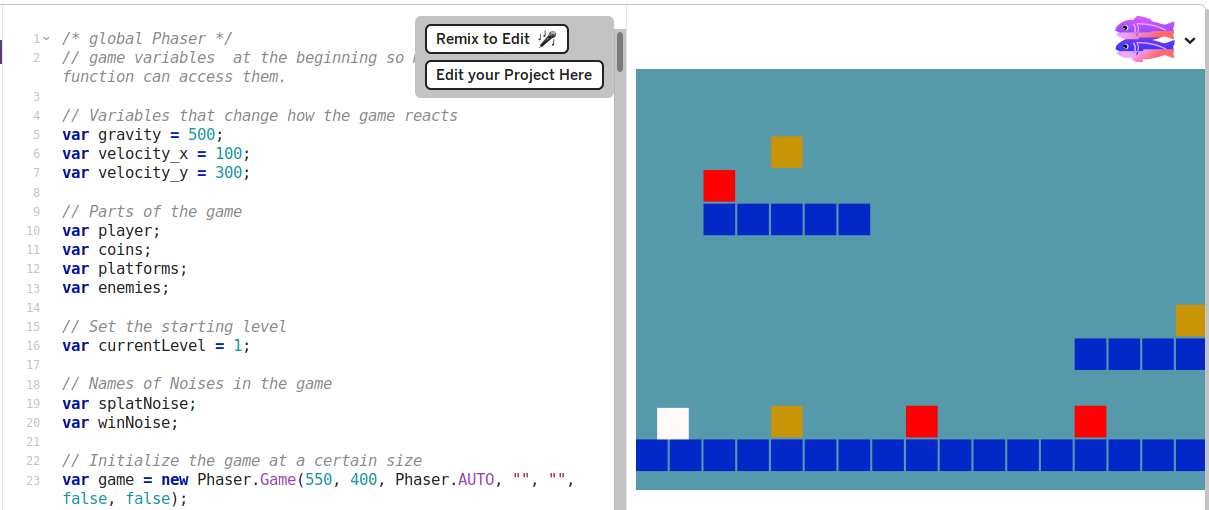 Remix to Edit
Edit your Project Here
1 /* global Phaser */
2 // game variables  at the beginning so
function can access them.
3
4 // Variables that change how the game reacts
5 var gravity = 500;
6 var velocity_x = 100;
7 var velocity_y = 300;
8
9 // Parts of the game
10 var player;
11 var coins;
12 var platforms;
13 var enemies;
14
15 // Set the starting level
16 var currentLevel = 1;
17
18 // Names of Noises in the game
19 var splatNoise;
20 var winNoise;
21
22 // Initialize the game at a certain size
23 var game = new Phaser.Game(550, 400, Phaser.AUTO, "", "",
false, false);